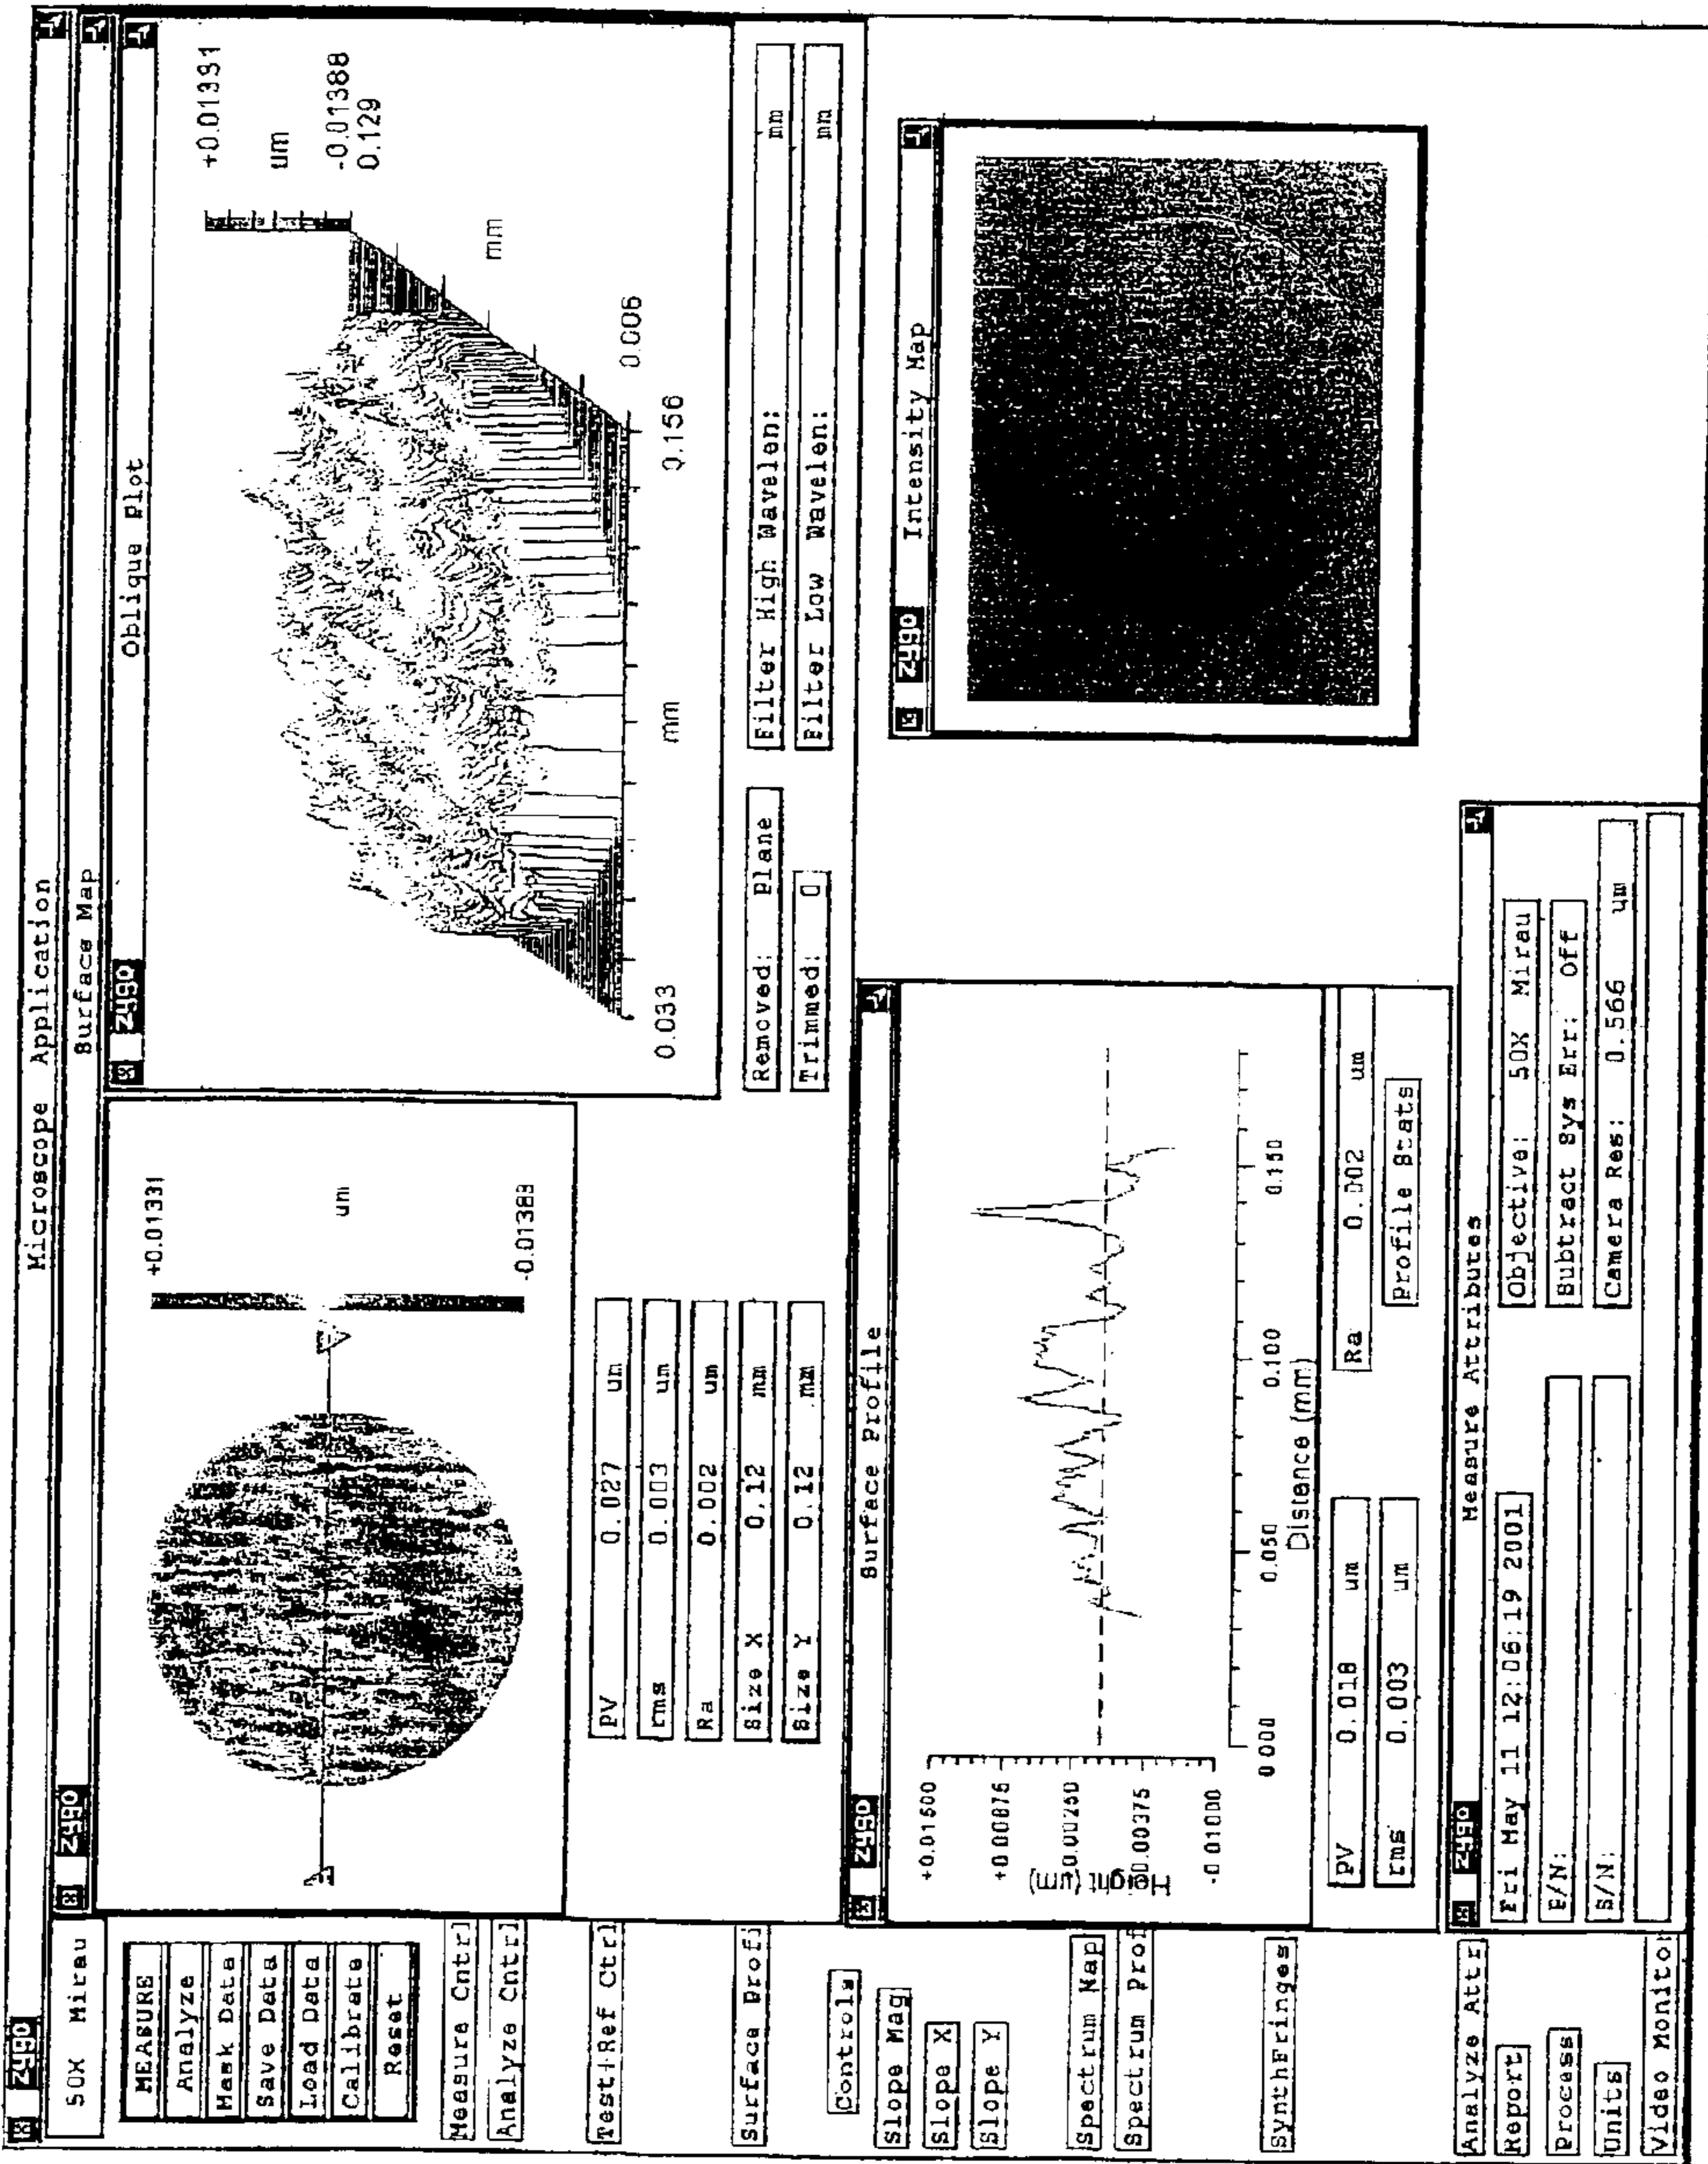 zygo Microscope Application
50X Mirau
MEASURE
Analyze
Mask Data
Save Data
Load Data
Calibrate
Reset
Measure Cntrl
Analyze Cntrl
Test+Ref Ctrl
Surface Profi
Controls
Slope Mag
Slope X
Slope Y
Spectrum Map
Spectrum Prof
SynthFringes
Analyze Attr
Report
Process
Units
Video Monitor
zygo Surface Map
+0.01331
um
-0.01388
PV 0.027 um
rms 0.003 um
Ra 0.002 um
Size X 0.12 mm
Size Y 0.12 mm
zygo Oblique Plot
+0.01331
um
-0.01388
0.129
mm
0.006
0.033
mm
0.156
Removed: Plane
Trimmed: 0
Filter High Wavelen: mm
Filter Low Wavelen: mm
zygo Surface Profile
+0.01500
+0.00875
0.00250
0.00375
-0.01000
Height (um)
0.000
0.050
0.100
0.150
Distance (mm)
PV 0.018 um
rms 0.003 um
Ra 0.002 um
Profile Stats
zygo Intensity Map
zygo Measure Attributes
Fri May 11 12:06:19 2001
P/N:
S/N:
Objective: 50X Mirau
Subtract Sys Err: Off
Camera Res: 0.566 um